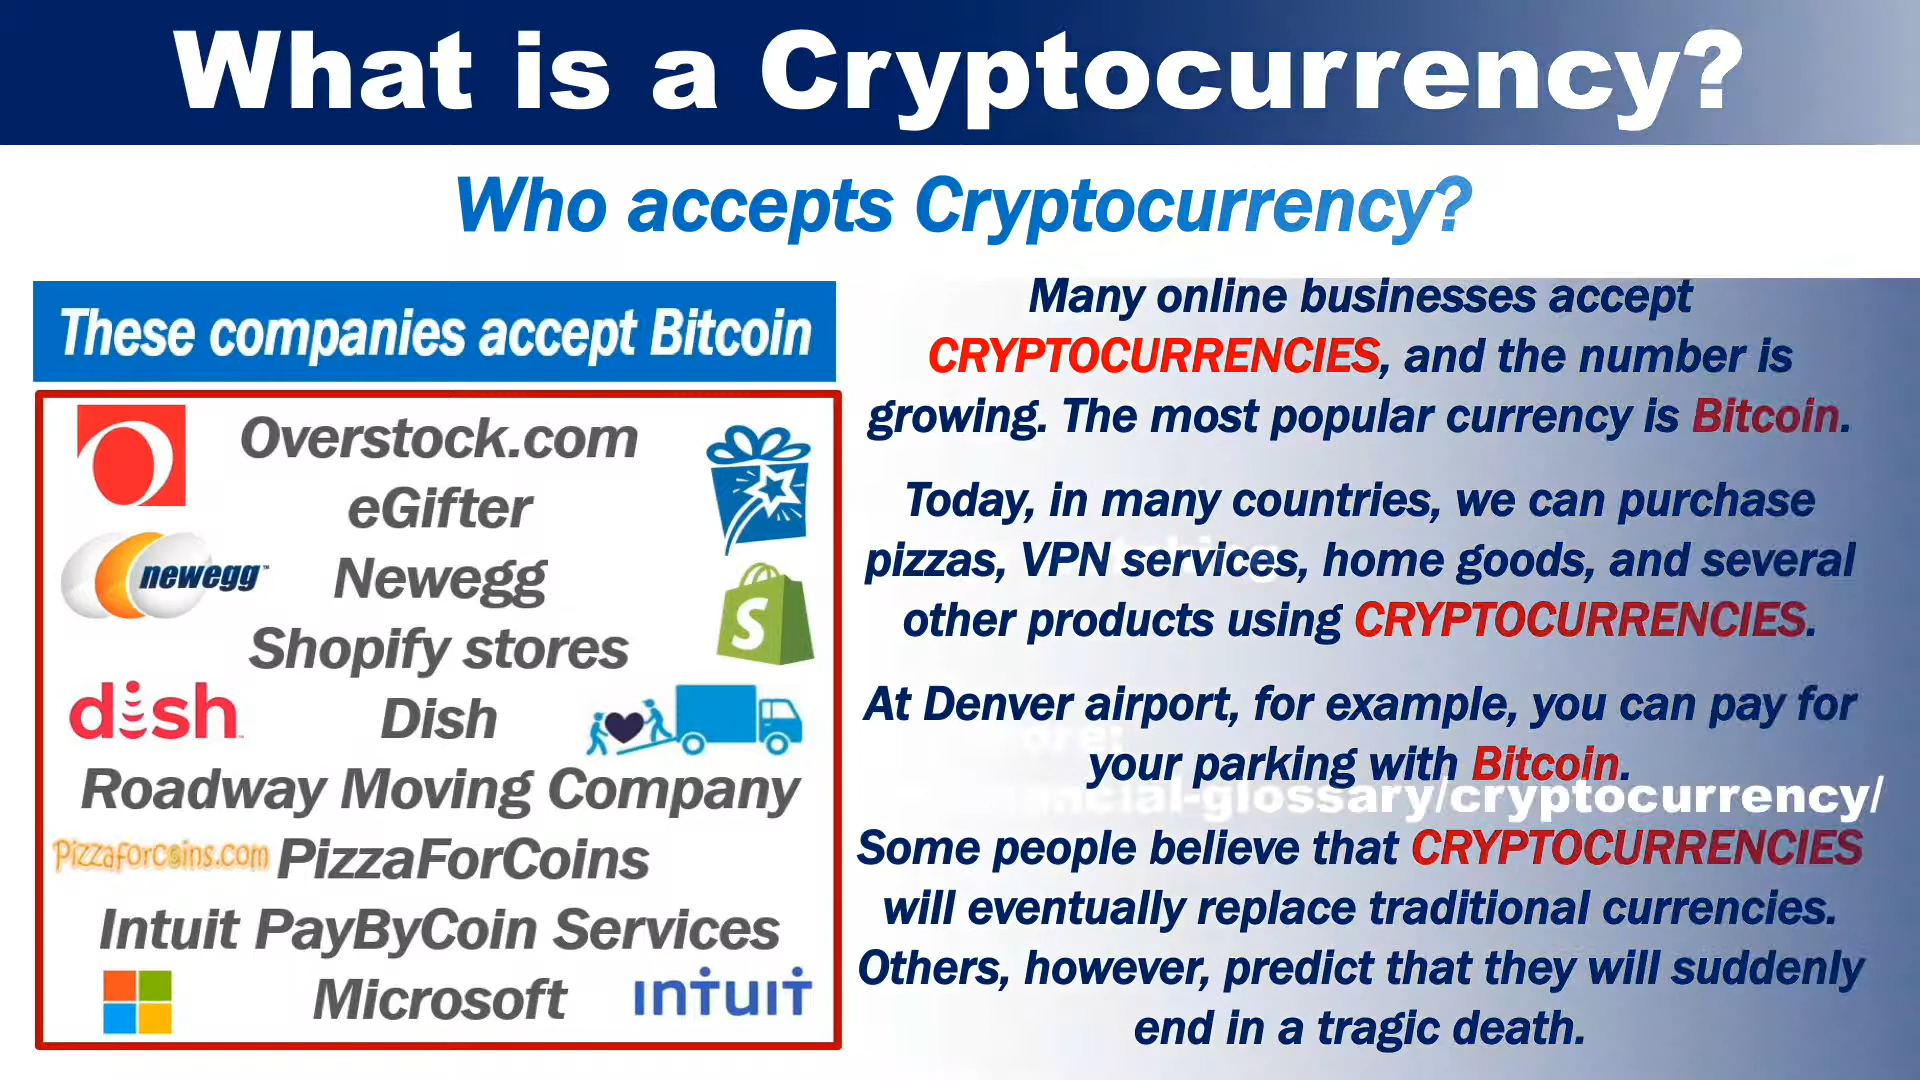 What is a Cryptocurrency?
Who accepts Cryptocurrency?
These companies accept Bitcoin
Overstock.com
eGifter
newegg™
Newegg
Shopify stores
S
dish
Dish
Roadway Moving Company
PizzaForCoins.com
PizzaForCoins
Intuit PayByCoin Services
Microsoft
intuit
Many online businesses accept
CRYPTOCURRENCIES, and the number is
growing. The most popular currency is Bitcoin.
Today, in many countries, we can purchase
pizzas, VPN services, home goods, and several
other products using CRYPTOCURRENCIES.
At Denver airport, for example, you can pay for
your parking with Bitcoin.
ncial-glossary/cryptocurrency/
Some people believe that CRYPTOCURRENCIES
will eventually replace traditional currencies.
Others, however, predict that they will suddenly
end in a tragic death.